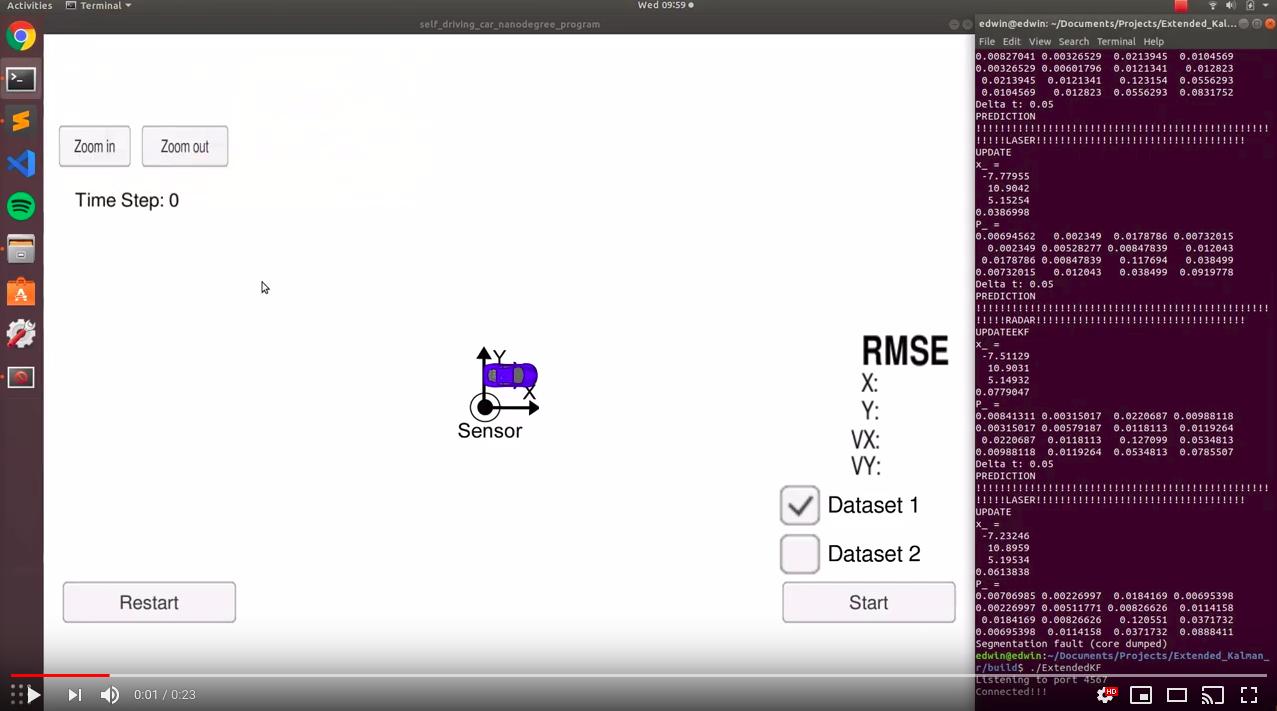 Activities Terminal Wed 09:59
self_driving_car_nanodegree_program
Zoom in Zoom out
Time Step: 0
Y
X
Sensor
RMSE
X:
Y:
VX:
VY:
Dataset 1
Dataset 2
Restart
Start
0:01 / 0:23
HD
edwin@edwin: ~/Documents/Projects/Extended_Kal...
File Edit View Search Terminal Help
0.00827041 0.00326529 0.0213945 0.0104569
0.00326529 0.00601796 0.0121341 0.012823
0.0213945 0.0121341 0.123154 0.0556293
0.0104569 0.012823 0.0556293 0.0831752
Delta t: 0.05
PREDICTION
!!!!!!!!!!!!!!!!!!!!!!!!!!!!!!!!!!!!!!!!!!!!!!!!!
!!!!!LASER!!!!!!!!!!!!!!!!!!!!!!!!!!!!!!!!!!!
UPDATE
x_ =
-7.77955
10.9042
5.15254
0.0386998
P_ =
0.00694562 0.002349 0.0178786 0.00732015
0.002349 0.00528277 0.00847839 0.012043
0.0178786 0.00847839 0.117694 0.038499
0.00732015 0.012043 0.038499 0.0919778
Delta t: 0.05
PREDICTION
!!!!!!!!!!!!!!!!!!!!!!!!!!!!!!!!!!!!!!!!!!!!!!!!!
!!!!!RADAR!!!!!!!!!!!!!!!!!!!!!!!!!!!!!!!!!!!
UPDATEEKF
x_ =
-7.51129
10.9031
5.14932
0.0779047
P_ =
0.00841311 0.00315017 0.0220687 0.00988118
0.00315017 0.00579187 0.0118113 0.0119264
0.0220687 0.0118113 0.127099 0.0534813
0.00988118 0.0119264 0.0534813 0.0785507
Delta t: 0.05
PREDICTION
!!!!!!!!!!!!!!!!!!!!!!!!!!!!!!!!!!!!!!!!!!!!!!!!!
!!!!!LASER!!!!!!!!!!!!!!!!!!!!!!!!!!!!!!!!!!!
UPDATE
x_ =
-7.23246
10.8959
5.19534
0.0613838
P_ =
0.00706985 0.00226997 0.0184169 0.00695398
0.00226997 0.00511771 0.00826626 0.0114158
0.0184169 0.00826626 0.120551 0.0371732
0.00695398 0.0114158 0.0371732 0.0888411
Segmentation fault (core dumped)
edwin@edwin:~/Documents/Projects/Extended_Kalman_
r/build$ ./ExtendedKF
Listening to port 4567
Connected!!!